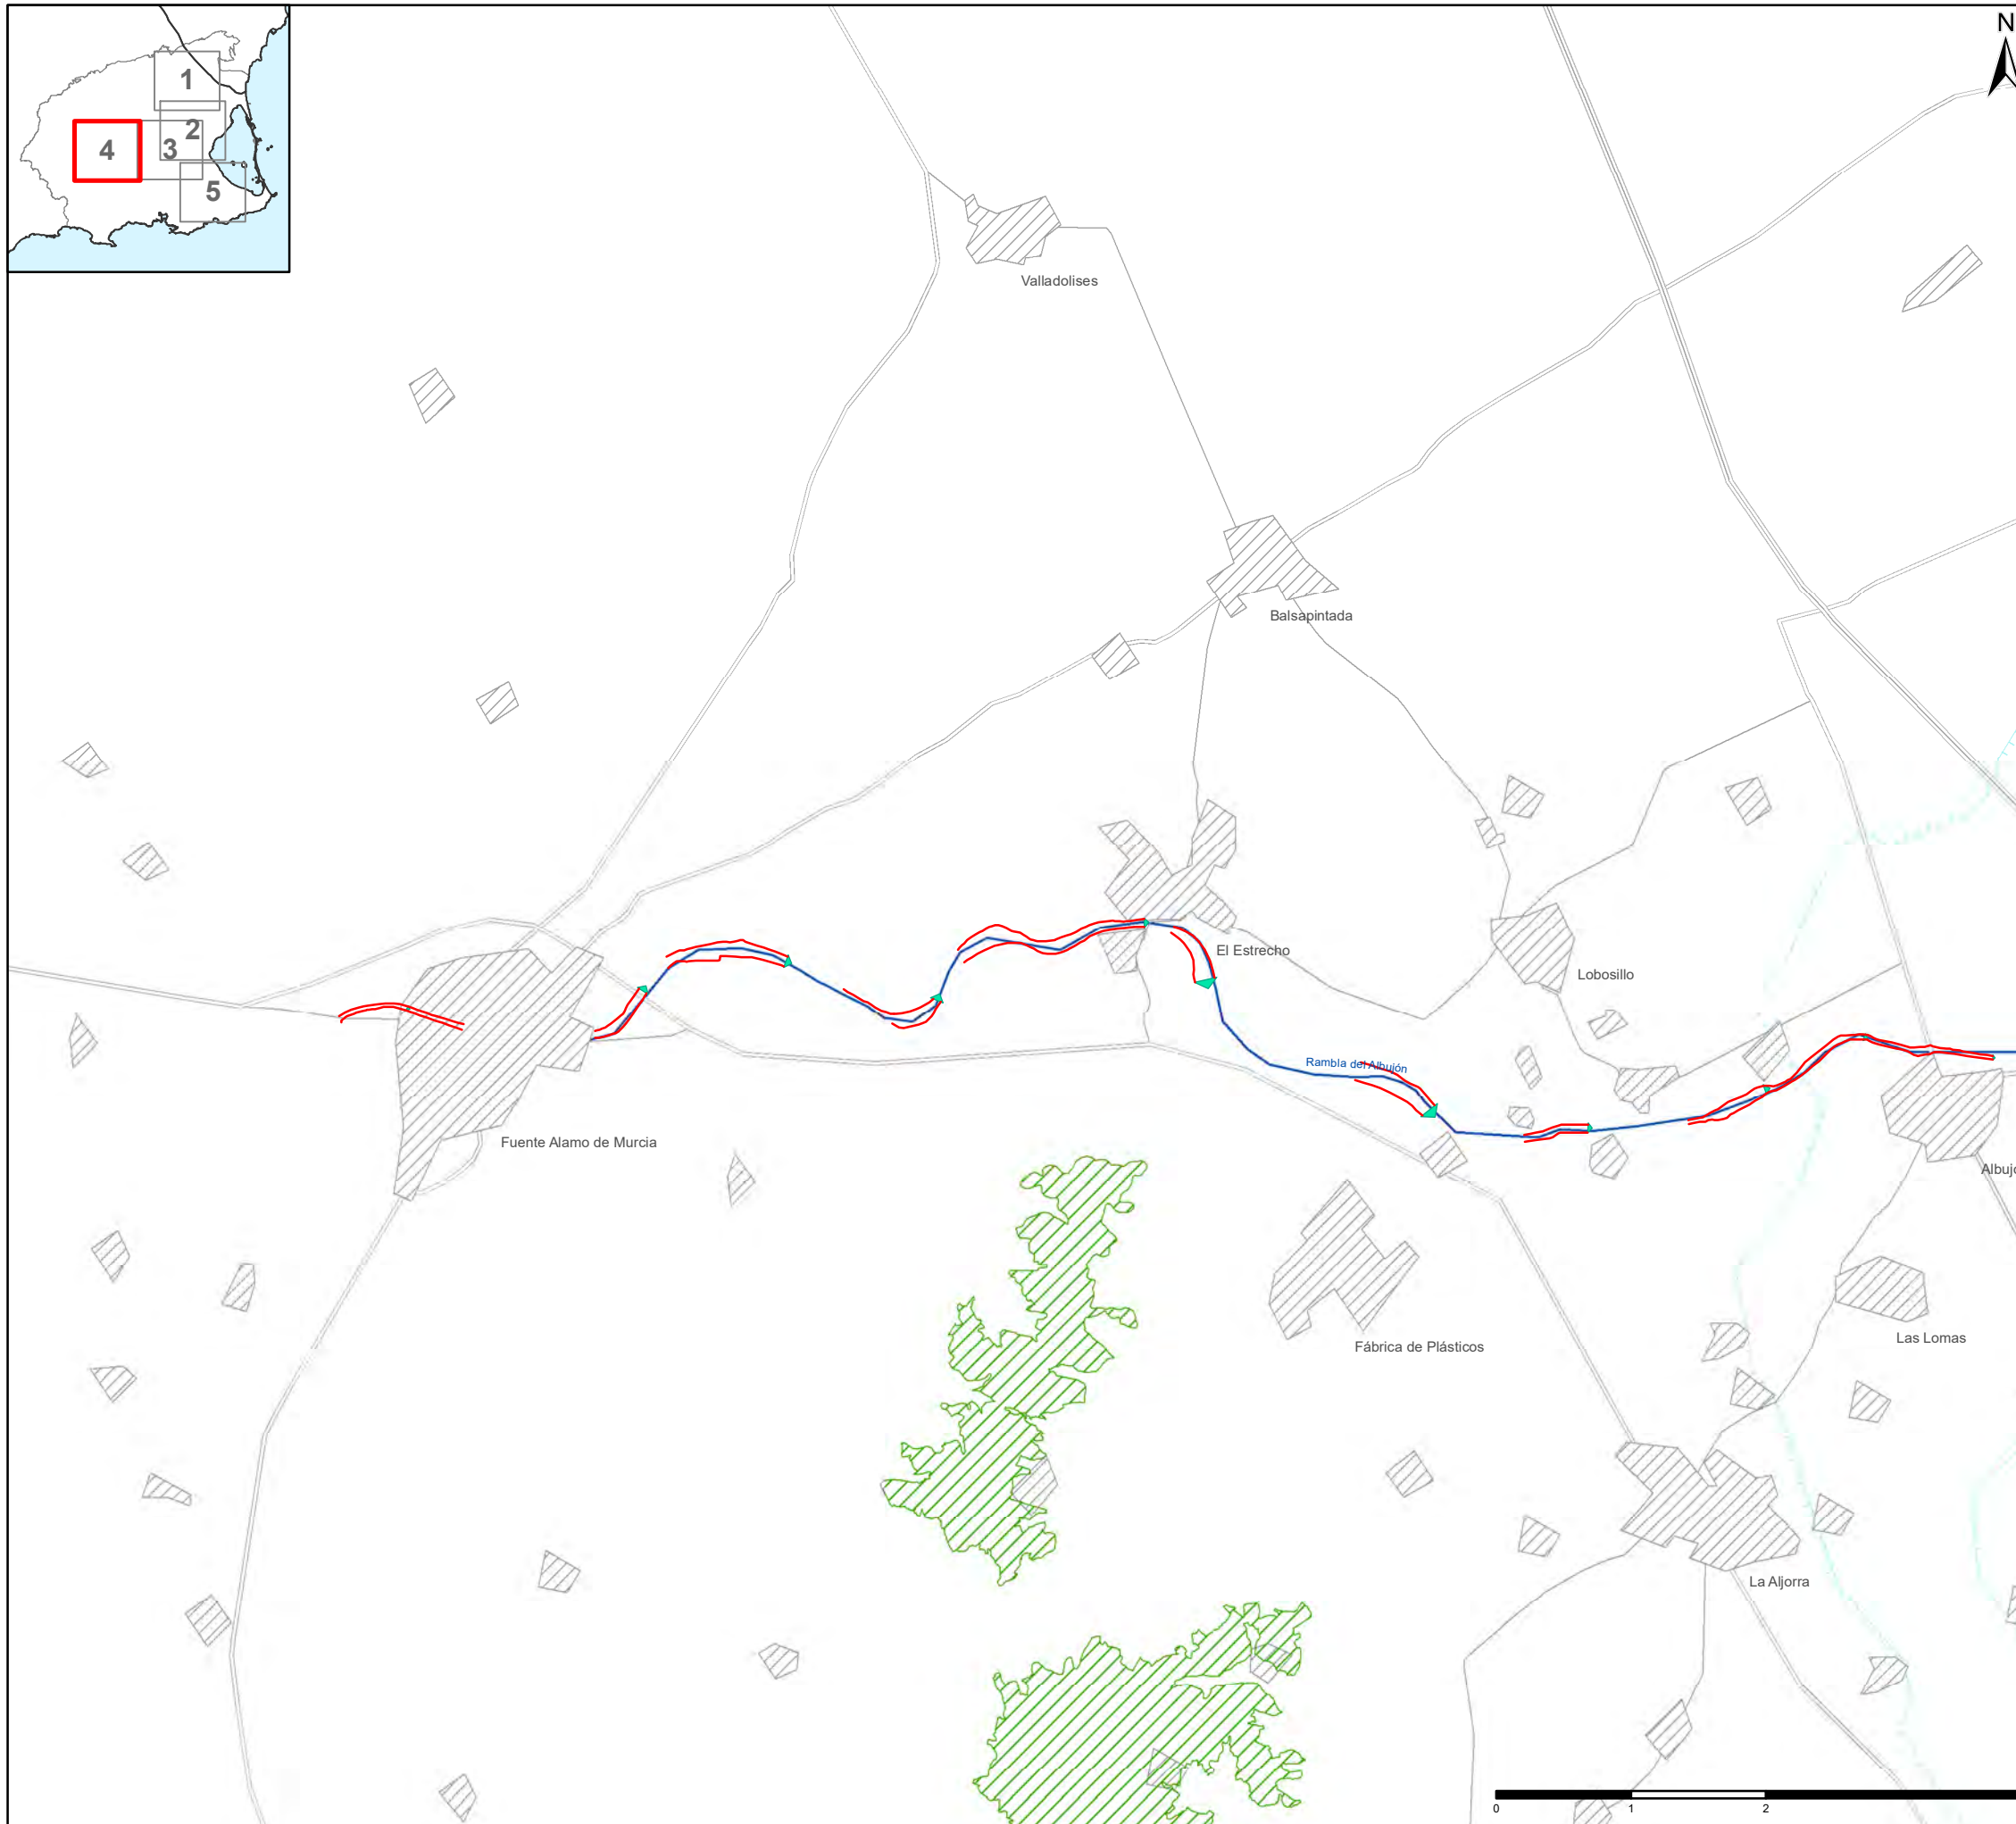 N
1
2
3
4
5
Valladolises
Balsapintada
El Estrecho
Lobosillo
Rambla del Albujón
Fuente Alamo de Murcia
Albujo
Las Lomas
Fábrica de Plásticos
La Aljorra
0 1 2